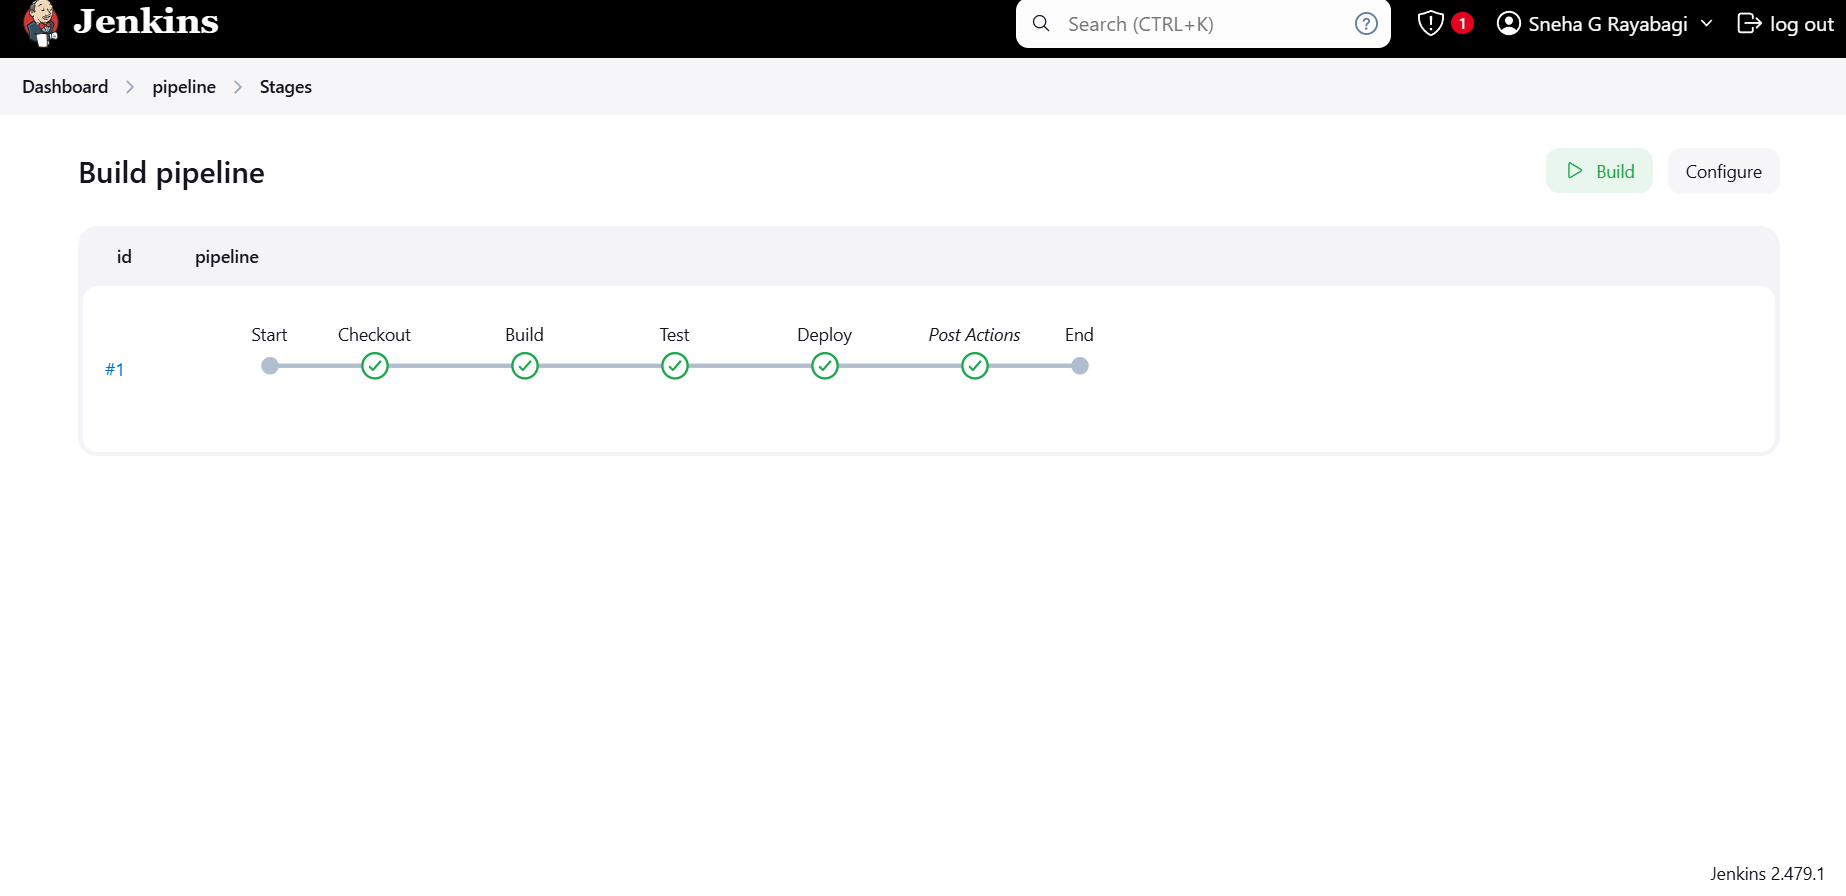 Jenkins
Search (CTRL+K)
?
1
Sneha G Rayabagi
log out
Dashboard
pipeline
Stages
Build pipeline
Build
Configure
id
pipeline
#1
Start
Checkout
Build
Test
Deploy
Post Actions
End
Jenkins 2.479.1